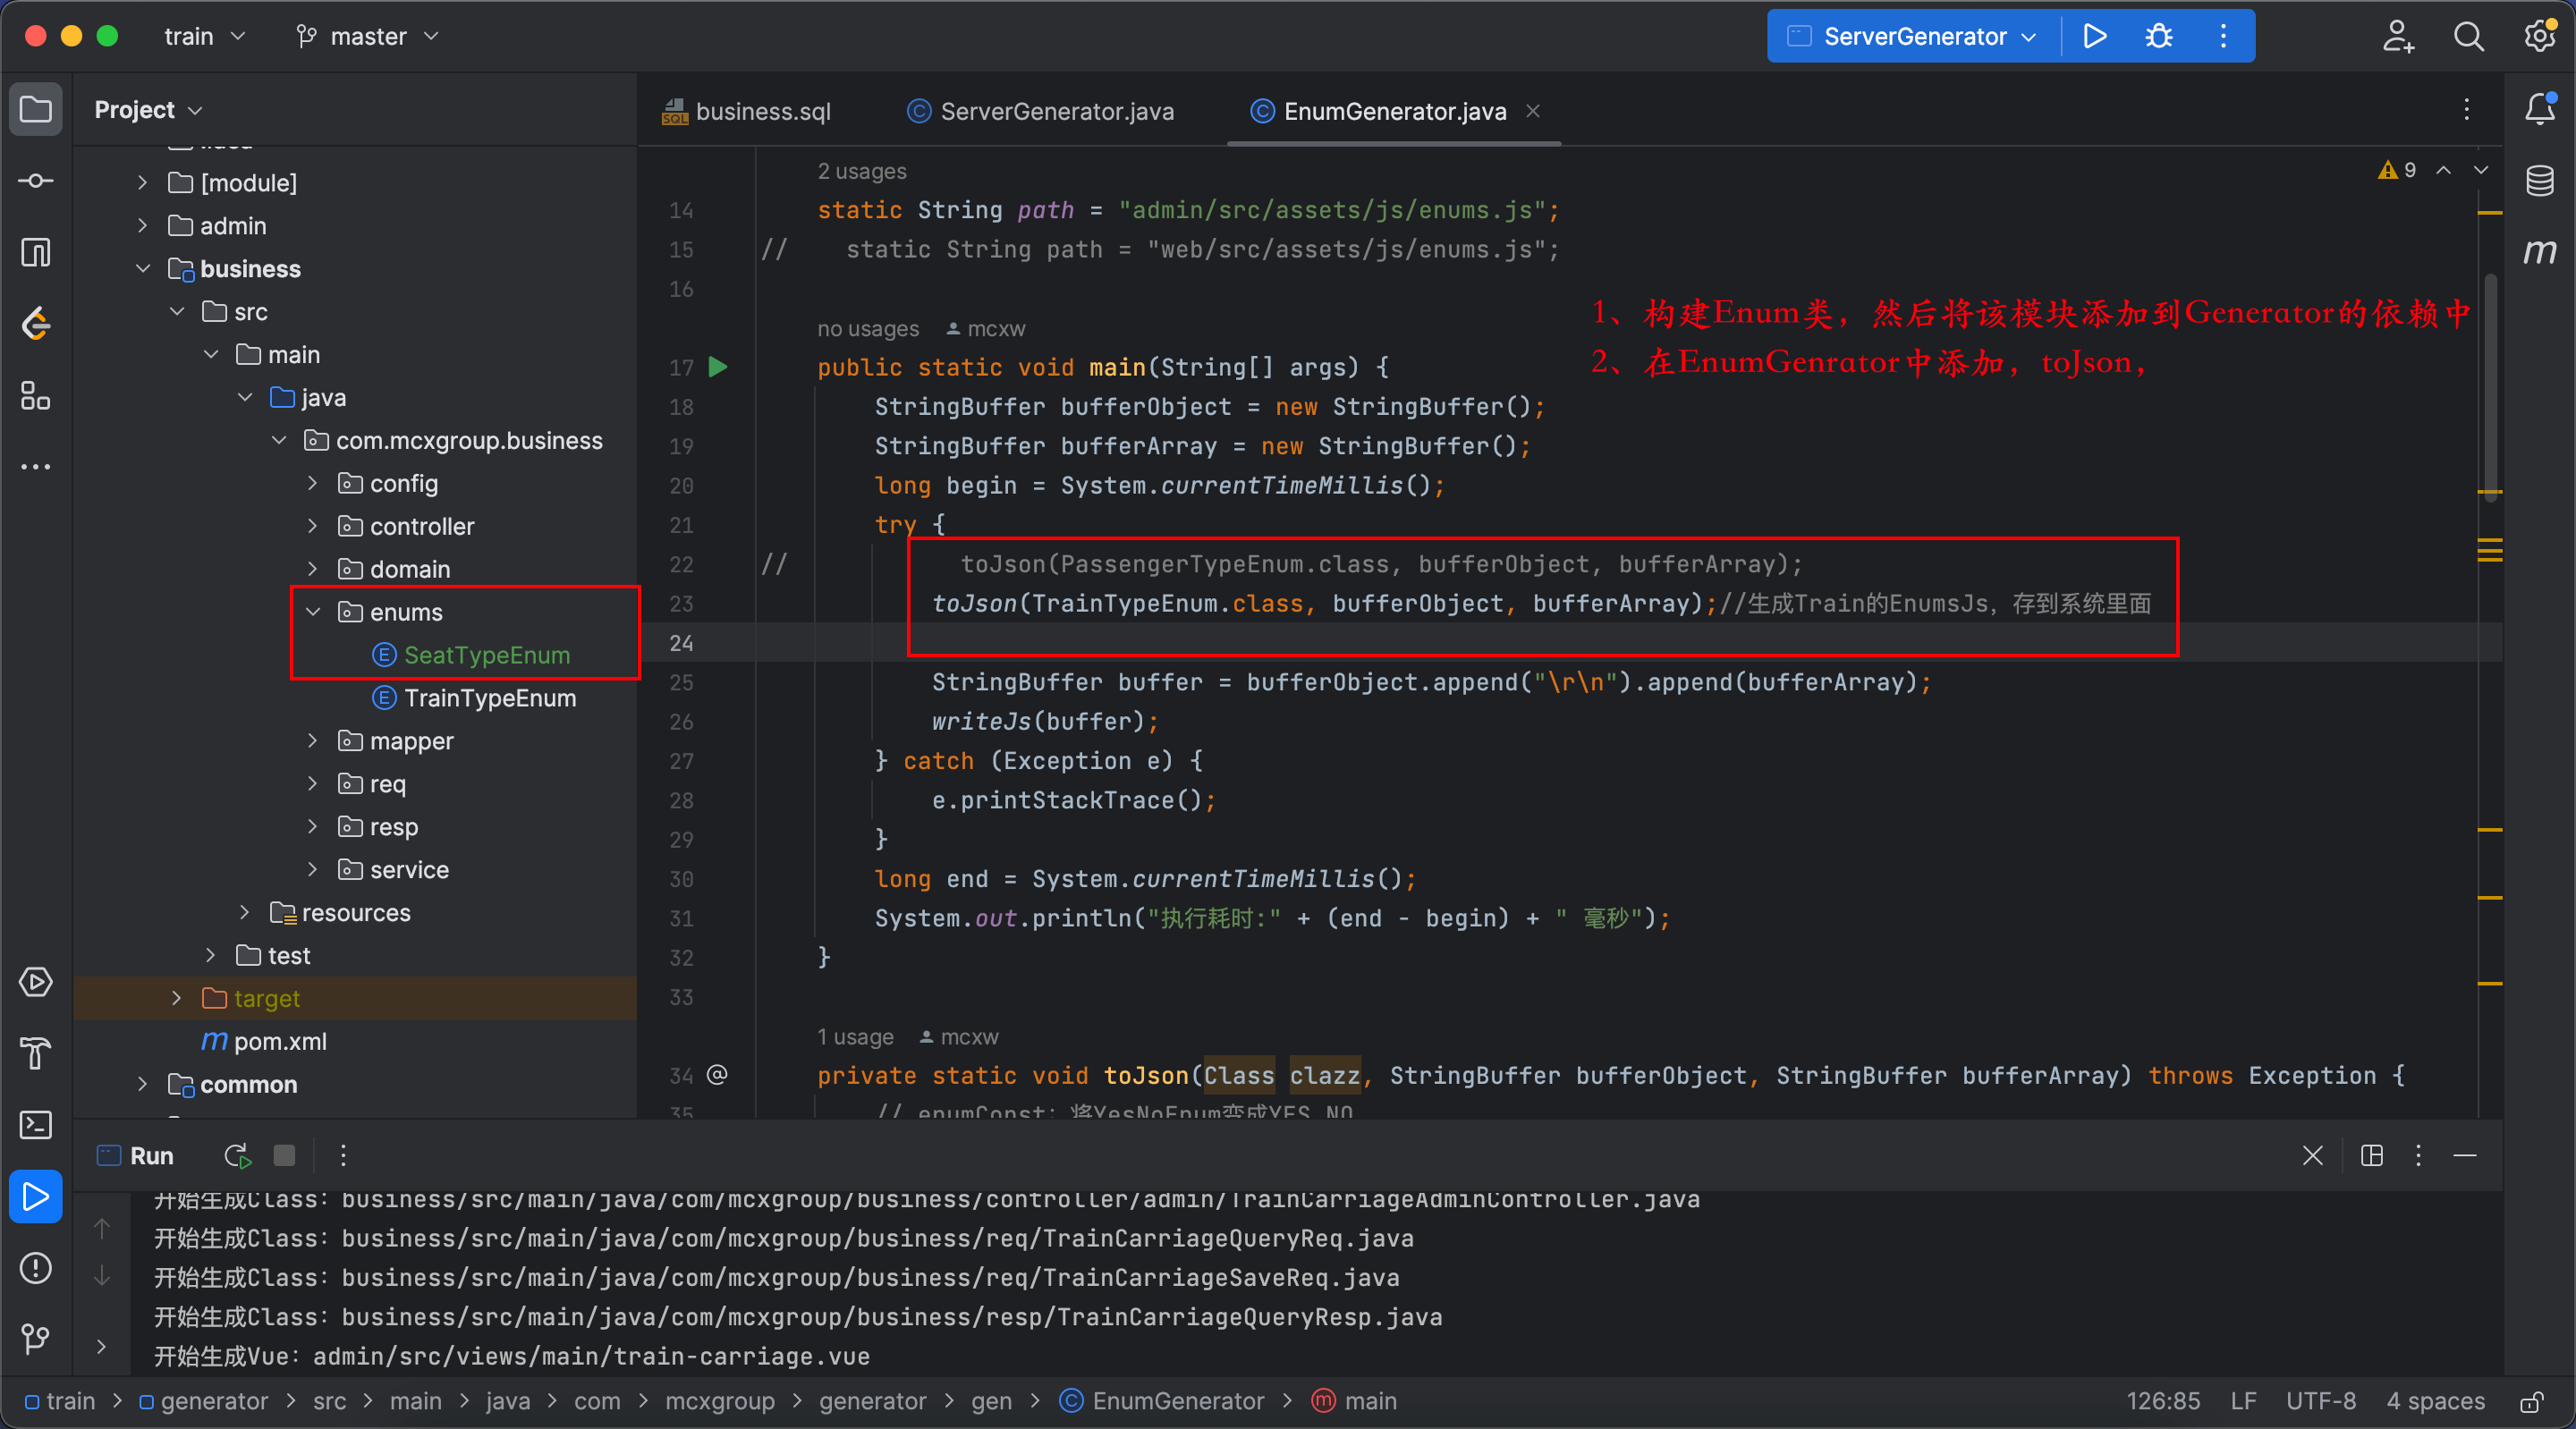 train
master
ServerGenerator
Project
business.sql
ServerGenerator.java
EnumGenerator.java
[module]
admin
business
src
main
java
com.mcxgroup.business
config
controller
domain
enums
SeatTypeEnum
TrainTypeEnum
mapper
req
resp
service
resources
test
target
pom.xml
common
9
2 usages
14 static String path = "admin/src/assets/js/enums.js";
15 // static String path = "web/src/assets/js/enums.js";
16
no usages mcxw
17 public static void main(String[] args) {
18 StringBuffer bufferObject = new StringBuffer();
19 StringBuffer bufferArray = new StringBuffer();
20 long begin = System.currentTimeMillis();
21 try {
22 // toJson(PassengerTypeEnum.class, bufferObject, bufferArray);
23 toJson(TrainTypeEnum.class, bufferObject, bufferArray);//生成Train的EnumsJs，存到系统里面
24
25 StringBuffer buffer = bufferObject.append("\r\n").append(bufferArray);
26 writeJs(buffer);
27 } catch (Exception e) {
28 e.printStackTrace();
29 }
30 long end = System.currentTimeMillis();
31 System.out.println("执行耗时:" + (end - begin) + " 毫秒");
32 }
33
1 usage mcxw
34 private static void toJson(Class clazz, StringBuffer bufferObject, StringBuffer bufferArray) throws Exception {
35 // enumConst：将YesNoEnum变成YES_NO
1、构建Enum类，然后将该模块添加到Generator的依赖中
2、在EnumGenrator中添加，toJson，
Run
开始生成Class：business/src/main/java/com/mcxgroup/business/controller/admin/TrainCarriageAdminController.java
开始生成Class：business/src/main/java/com/mcxgroup/business/req/TrainCarriageQueryReq.java
开始生成Class：business/src/main/java/com/mcxgroup/business/req/TrainCarriageSaveReq.java
开始生成Class：business/src/main/java/com/mcxgroup/business/resp/TrainCarriageQueryResp.java
开始生成Vue：admin/src/views/main/train-carriage.vue
train > generator > src > main > java > com > mcxgroup > generator > gen > EnumGenerator > main
126:85 LF UTF-8 4 spaces